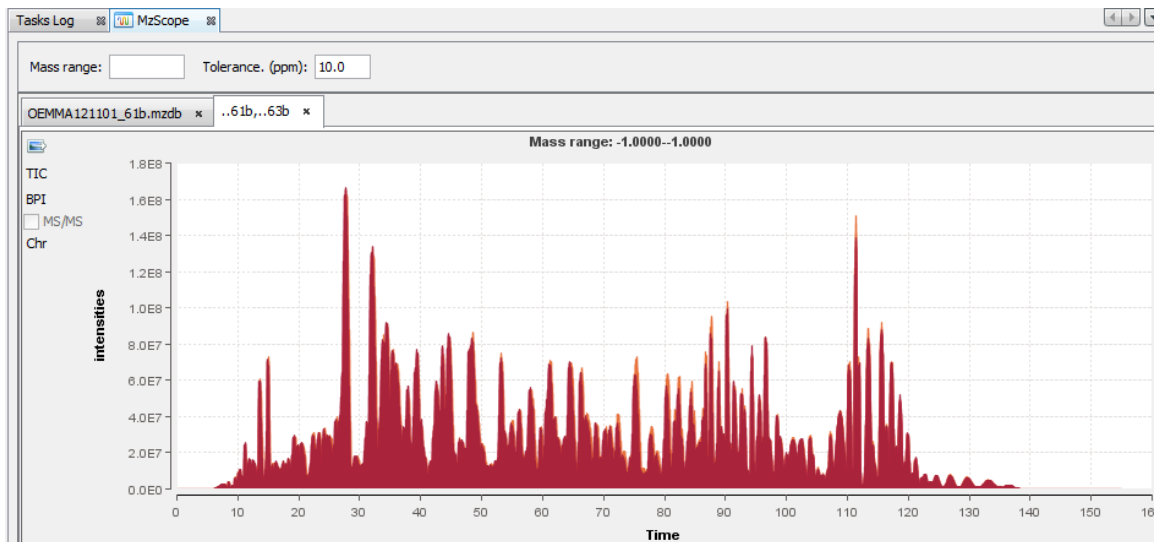 Tasks Log MzScope
Mass range: Tolerance. (ppm): 10.0
OEMMA121101_61b.mzdb ..61b,..63b
Mass range: -1.0000--1.0000
TIC
BPI
MS/MS
Chr
intensities
1.8E8
1.6E8
1.4E8
1.2E8
1.0E8
8.0E7
6.0E7
4.0E7
2.0E7
0.0E0
0 10 20 30 40 50 60 70 80 90 100 110 120 130 140 150 160
Time